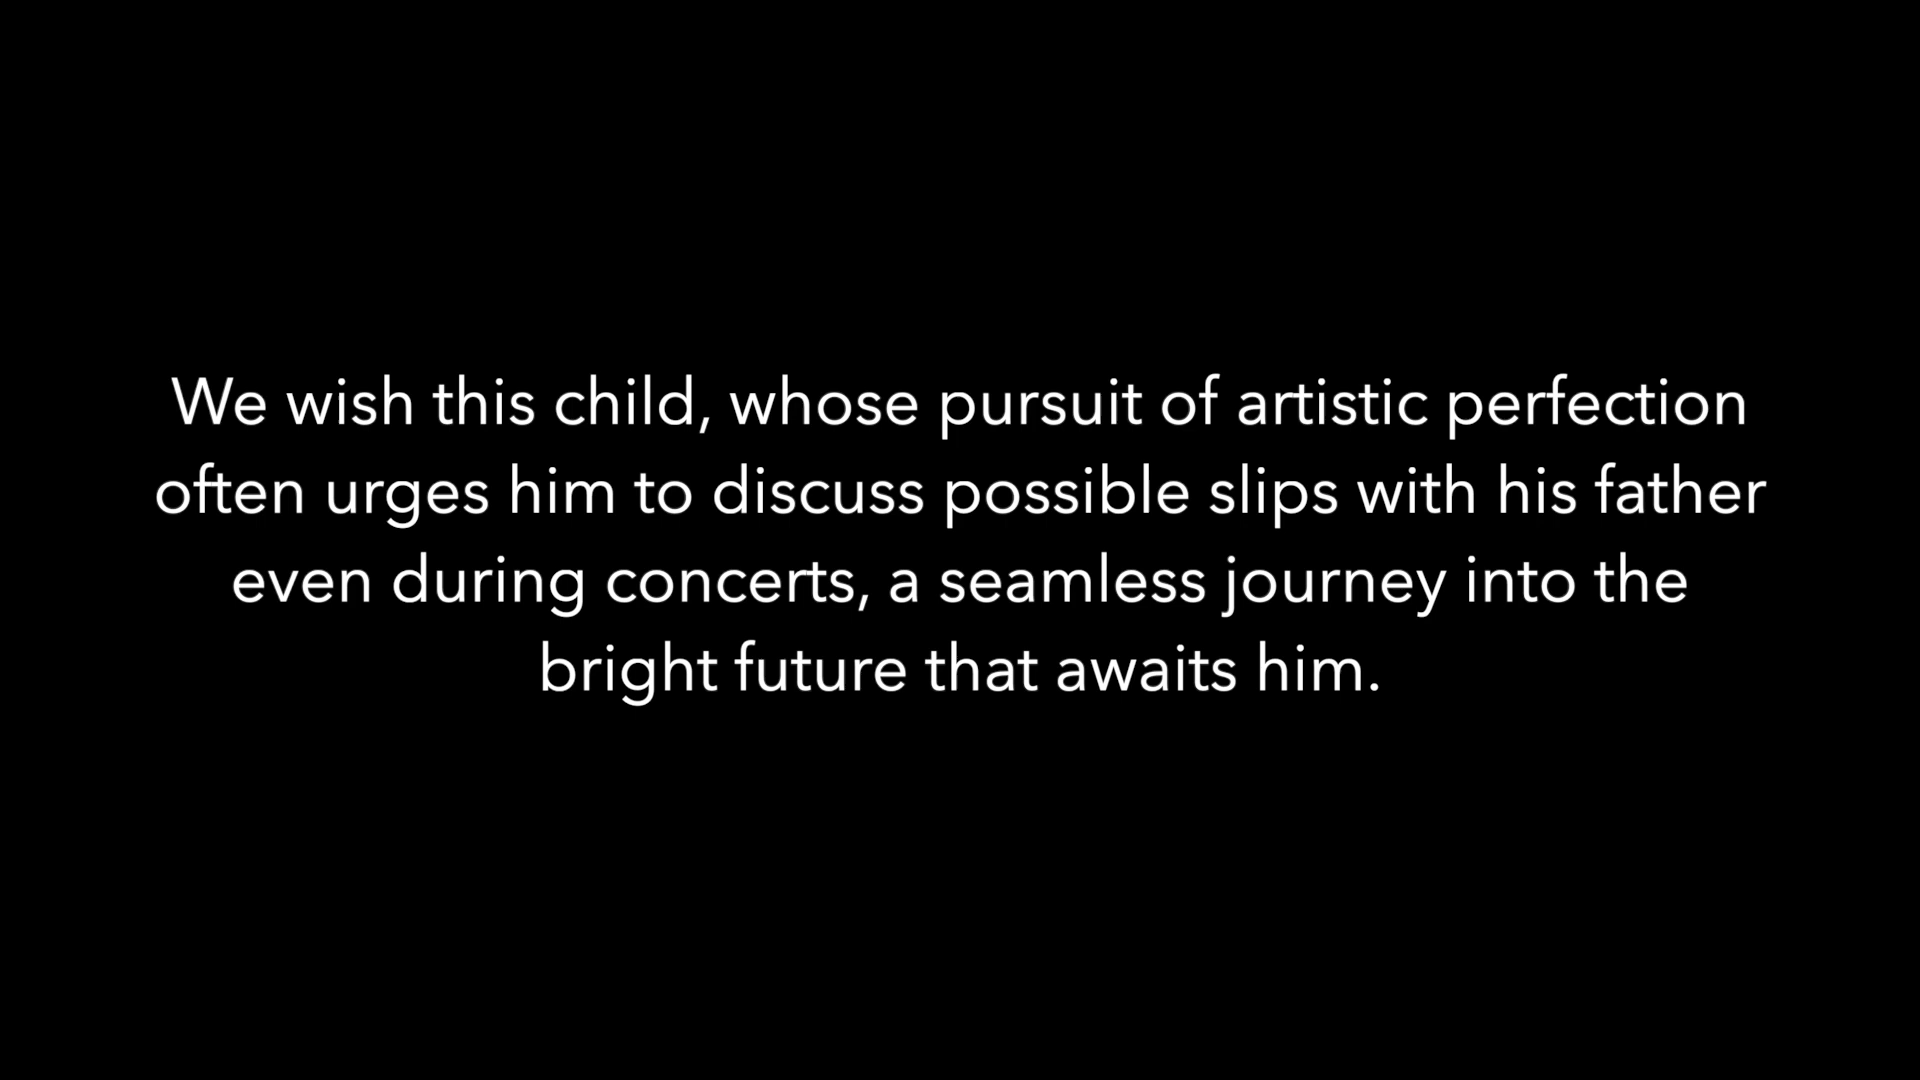 We wish this child, whose pursuit of artistic perfection
often urges him to discuss possible slips with his father
even during concerts, a seamless journey into the
bright future that awaits him.